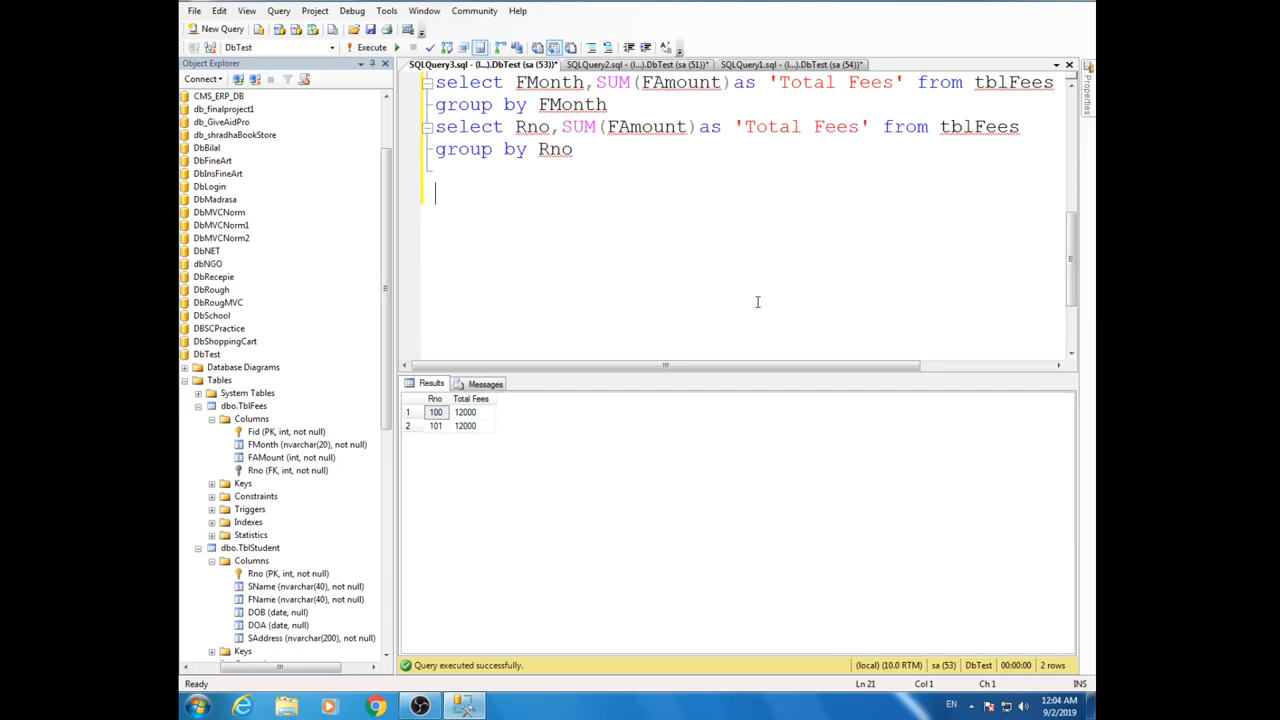 File Edit View Query Project Debug Tools Window Community Help
New Query
DbTest Execute
Object Explorer
SQLQuery3.sql - (l...).DbTest (sa (53))* SQLQuery2.sql - (l...).DbTest (sa (51))* SQLQuery1.sql - (l...).DbTest (sa (54))*
Connect
CMS_ERP_DB
db_finalproject1
db_GiveAidPro
db_shradhaBookStore
DbBilal
DbFineArt
DbInsFineArt
DbLogin
DbMadrasa
DbMVCNorm
DbMVCNorm1
DbMVCNorm2
DbNET
dbNGO
DbRecepie
DbRough
DbRougMVC
DbSchool
DBSCPractice
DbShoppingCart
DbTest
Database Diagrams
Tables
System Tables
dbo.TblFees
Columns
Fid (PK, int, not null)
FMonth (nvarchar(20), not null)
FAMount (int, not null)
Rno (FK, int, not null)
Keys
Constraints
Triggers
Indexes
Statistics
dbo.TblStudent
Columns
Rno (PK, int, not null)
SName (nvarchar(40), not null)
FName (nvarchar(40), not null)
DOB (date, null)
DOA (date, null)
SAddress (nvarchar(200), not null)
Keys
select FMonth,SUM(FAmount)as 'Total Fees' from tblFees
group by FMonth
select Rno,SUM(FAmount)as 'Total Fees' from tblFees
group by Rno
Properties
Results Messages
Rno Total Fees
1 100 12000
2 101 12000
Query executed successfully. (local) (10.0 RTM) sa (53) DbTest 00:00:00 2 rows
Ready Ln 21 Col 1 Ch 1 INS
EN 12:04 AM
9/2/2019